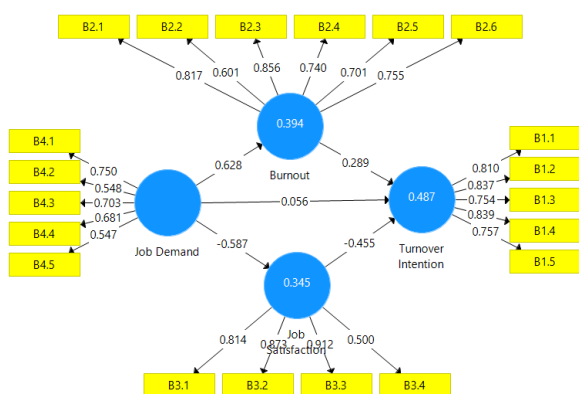 B2.1 B2.2 B2.3 B2.4 B2.5 B2.6
0.817 0.601 0.856 0.740 0.701 0.755
0.394
Burnout
B4.1
B4.2
B4.3
B4.4
B4.5
0.750
0.548
0.703
0.681
0.547
Job Demand
0.628
0.289
0.056
-0.587
-0.455
0.487
Turnover
Intention
0.810
0.837
0.754
0.839
0.757
B1.1
B1.2
B1.3
B1.4
B1.5
0.345
Job
Satisfaction
0.814 0.873 0.912 0.500
B3.1 B3.2 B3.3 B3.4